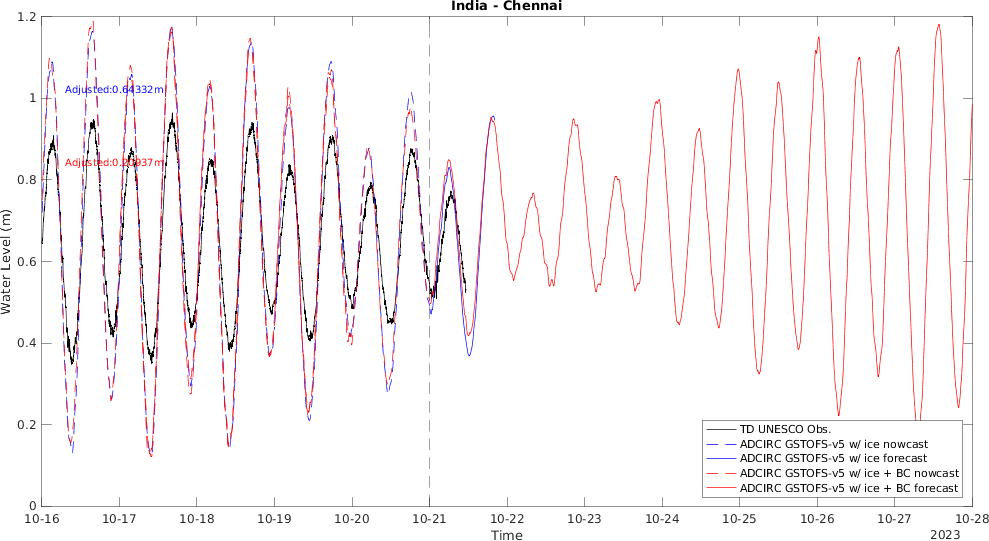 India - Chennai
Water Level (m)
1.2
1
0.8
0.6
0.4
0.2
0
Adjusted:0.64332m
Adjusted:0.20937m
TD UNESCO Obs.
ADCIRC GSTOFS-v5 w/ ice nowcast
ADCIRC GSTOFS-v5 w/ ice forecast
ADCIRC GSTOFS-v5 w/ ice + BC nowcast
ADCIRC GSTOFS-v5 w/ ice + BC forecast
10-16 10-17 10-18 10-19 10-20 10-21 10-22 10-23 10-24 10-25 10-26 10-27 10-28
Time
2023